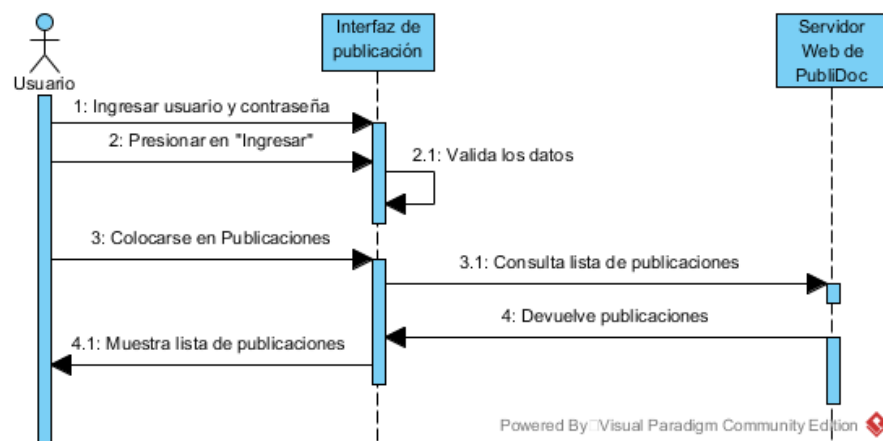 Interfaz de
publicación
Servidor
Web de
PubliDoc
Usuario
1: Ingresar usuario y contraseña
2: Presionar en "Ingresar"
2.1: Valida los datos
3: Colocarse en Publicaciones
3.1: Consulta lista de publicaciones
4: Devuelve publicaciones
4.1: Muestra lista de publicaciones
Powered By Visual Paradigm Community Edition